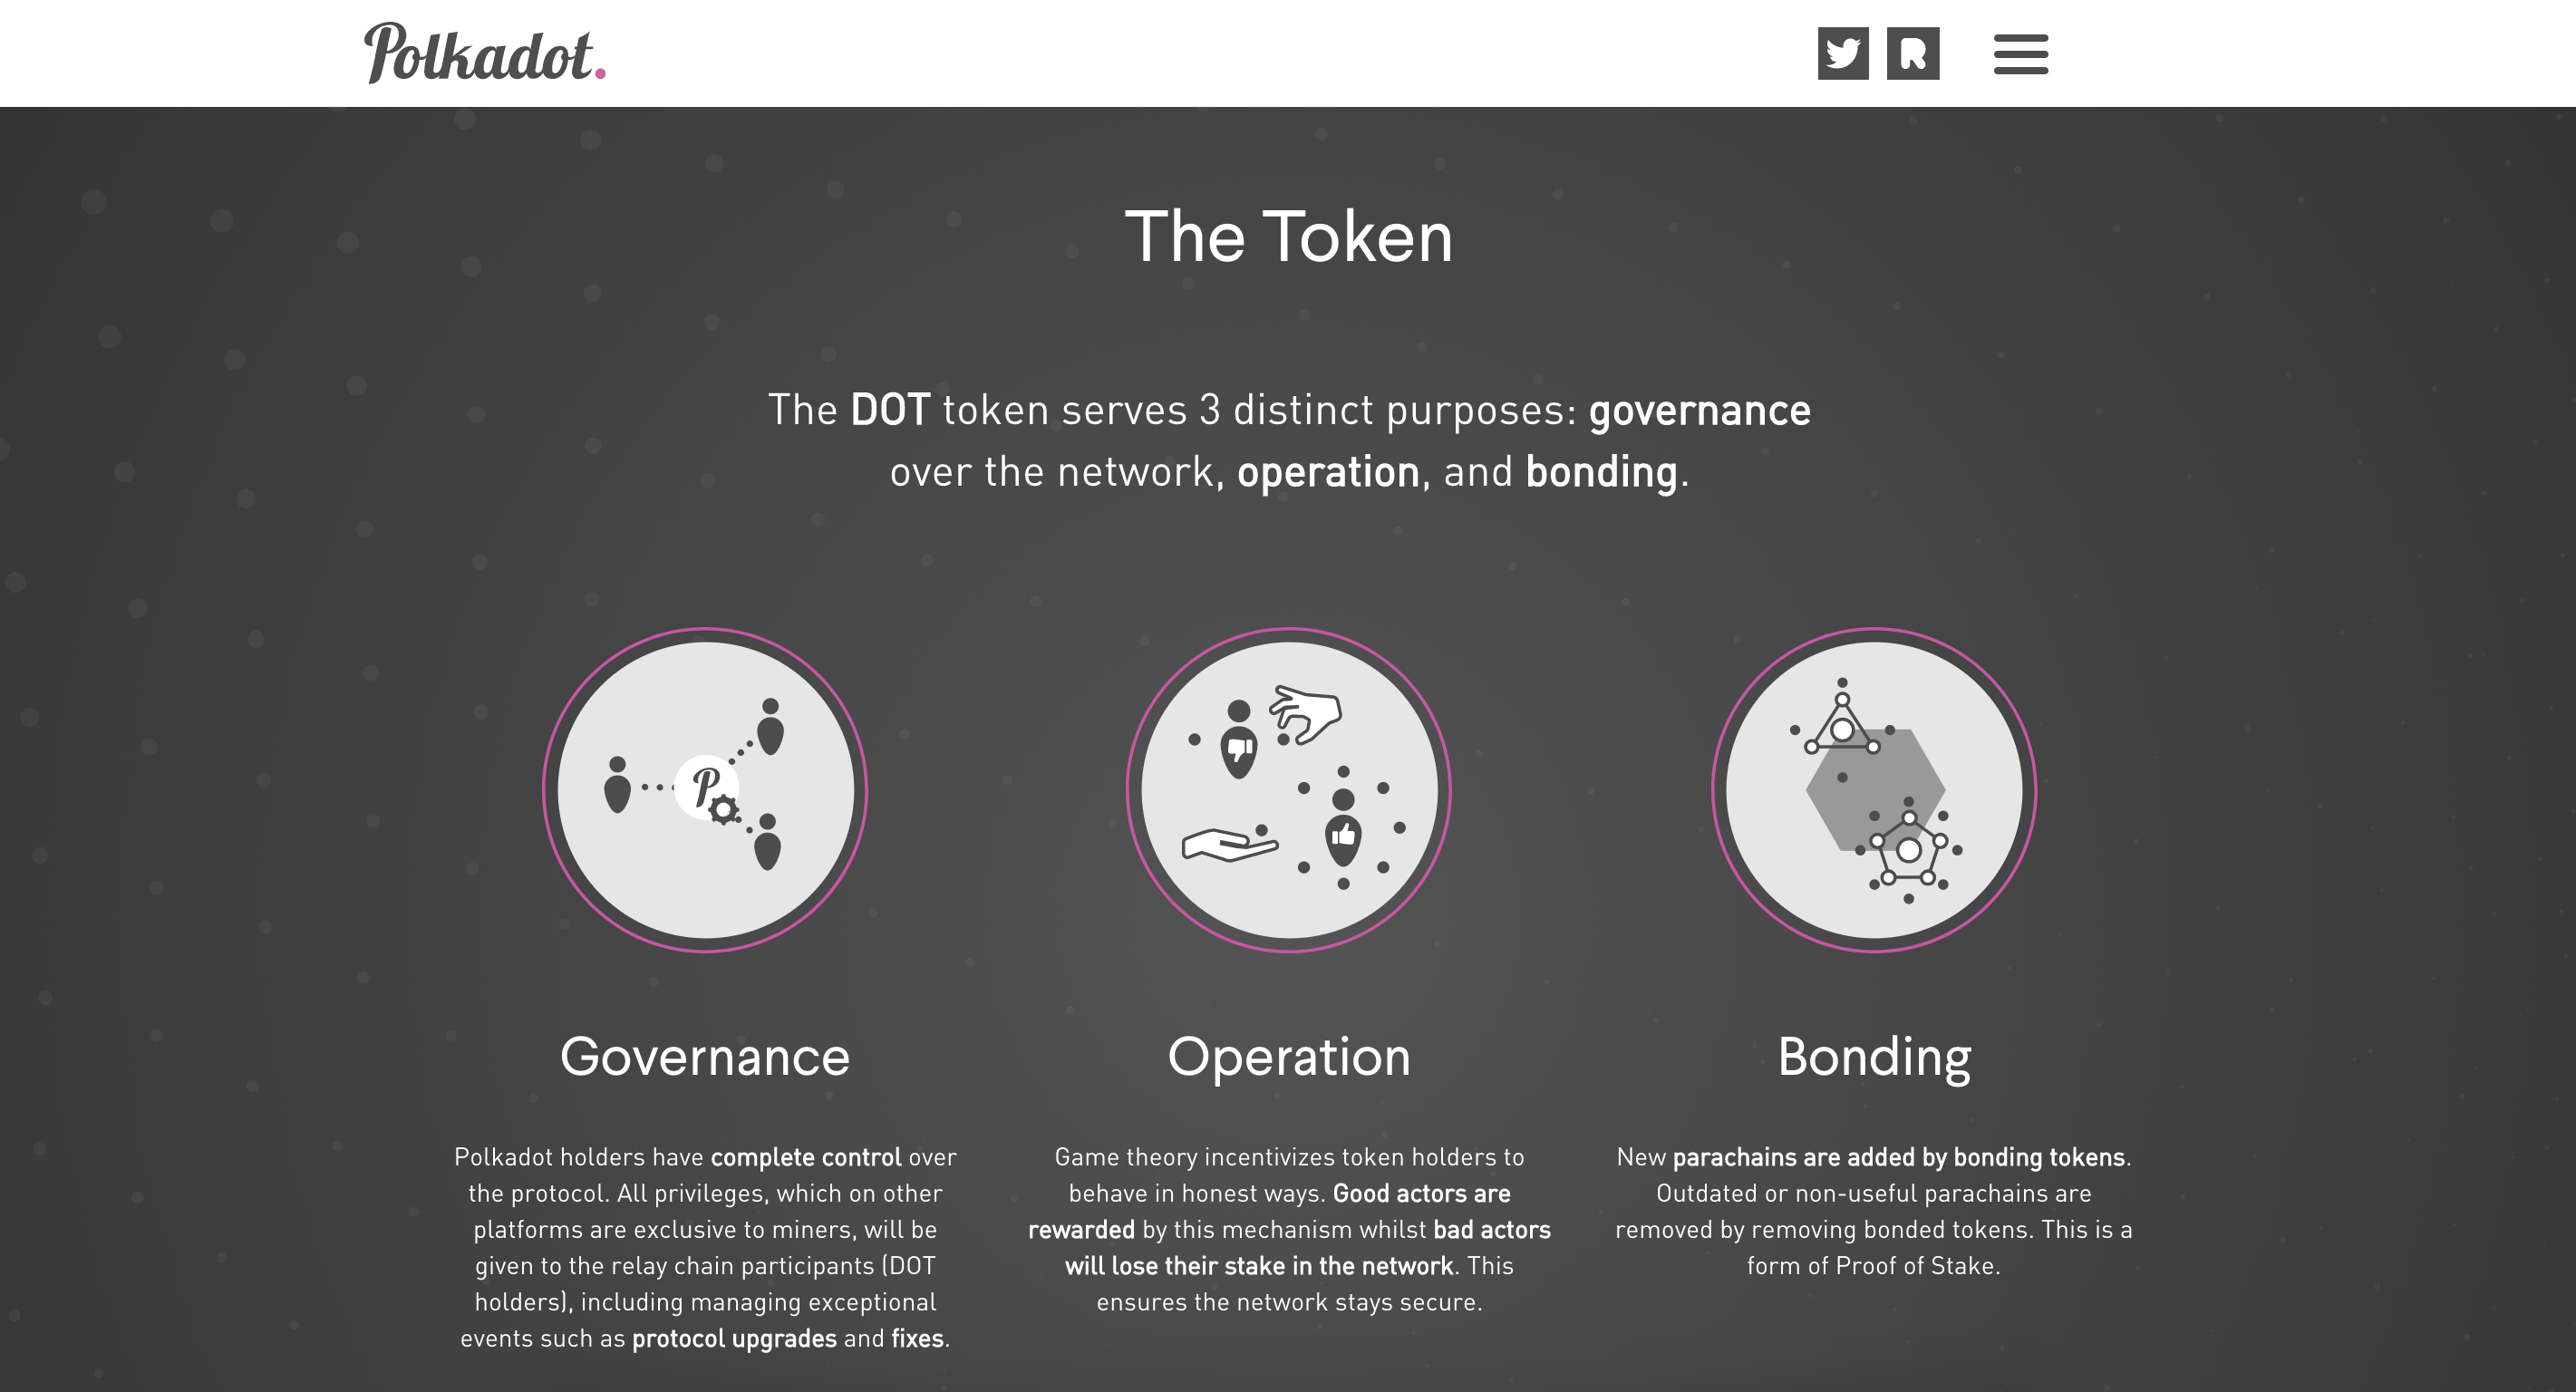 Polkadot.
The Token
The DOT token serves 3 distinct purposes: governance
over the network, operation, and bonding.
Governance
Polkadot holders have complete control over
the protocol. All privileges, which on other
platforms are exclusive to miners, will be
given to the relay chain participants (DOT
holders), including managing exceptional
events such as protocol upgrades and fixes.
Operation
Game theory incentivizes token holders to
behave in honest ways. Good actors are
rewarded by this mechanism whilst bad actors
will lose their stake in the network. This
ensures the network stays secure.
Bonding
New parachains are added by bonding tokens.
Outdated or non-useful parachains are
removed by removing bonded tokens. This is a
form of Proof of Stake.